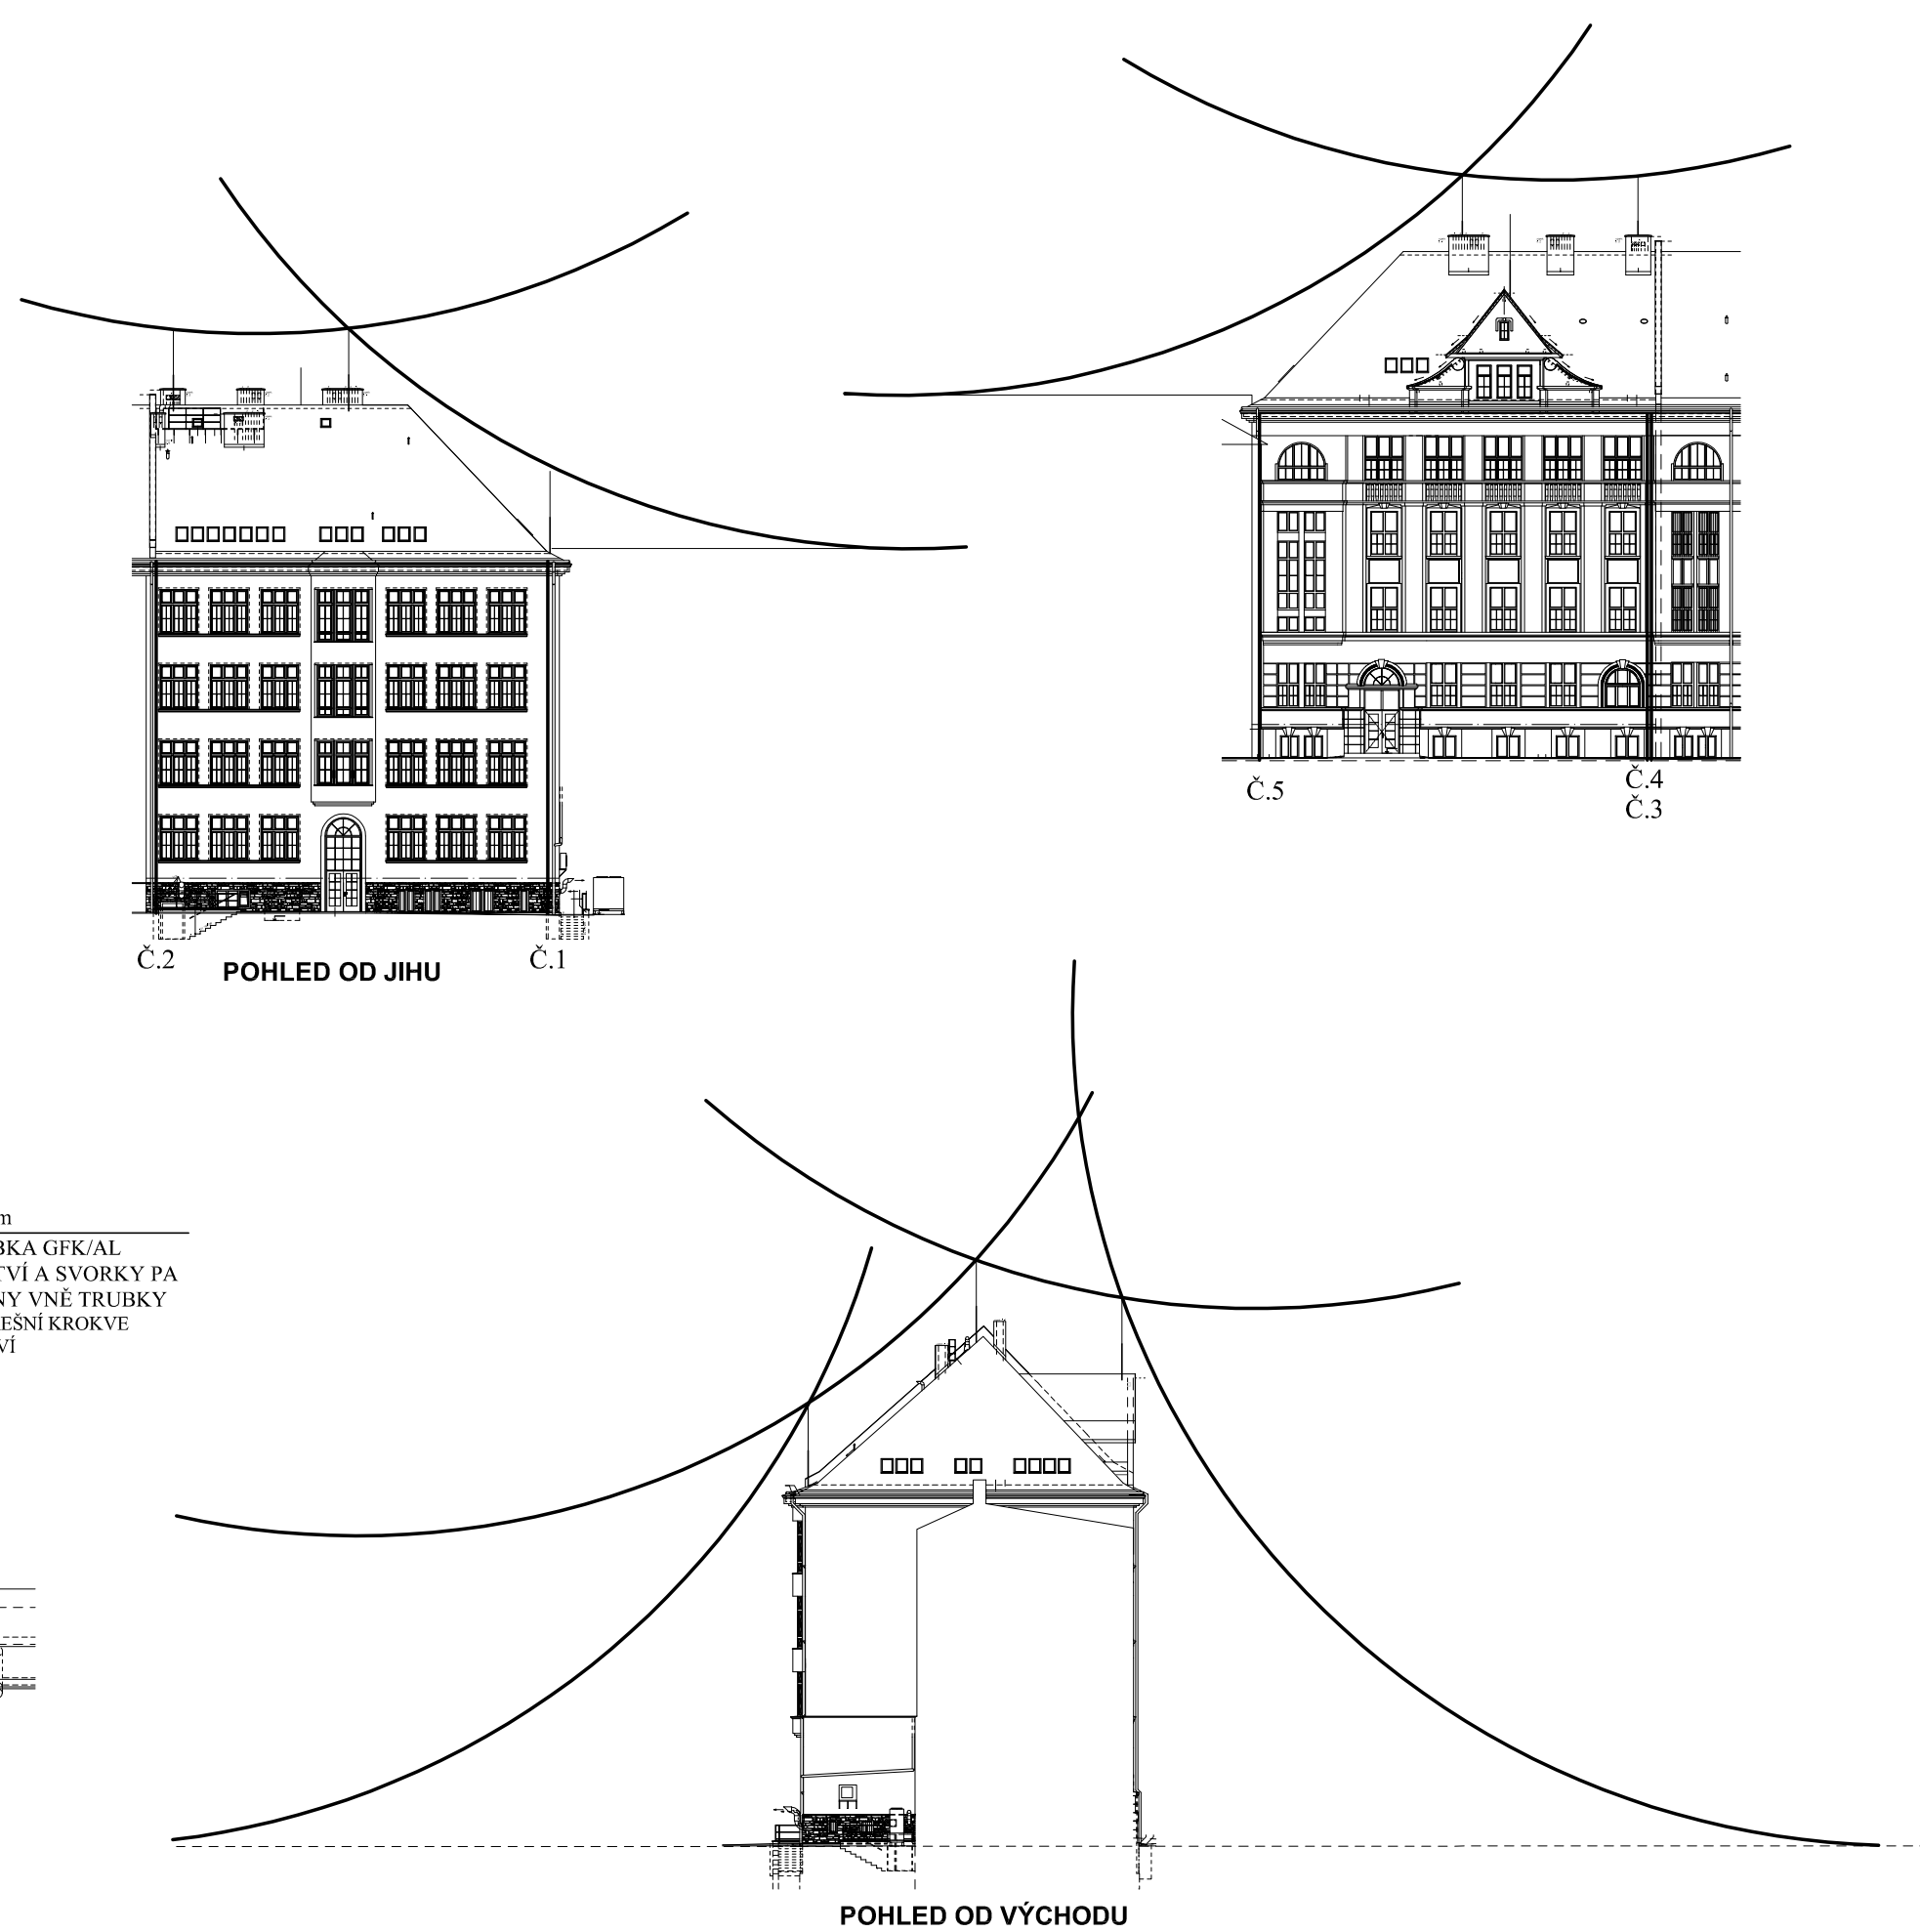 Č.5
Č.4
Č.3
Č.2
Č.1
POHLED OD JIHU
m
BKA GFK/AL
TVÍ A SVORKY PA
NY VNĚ TRUBKY
EŠNÍ KROKVE
VÍ
POHLED OD VÝCHODU